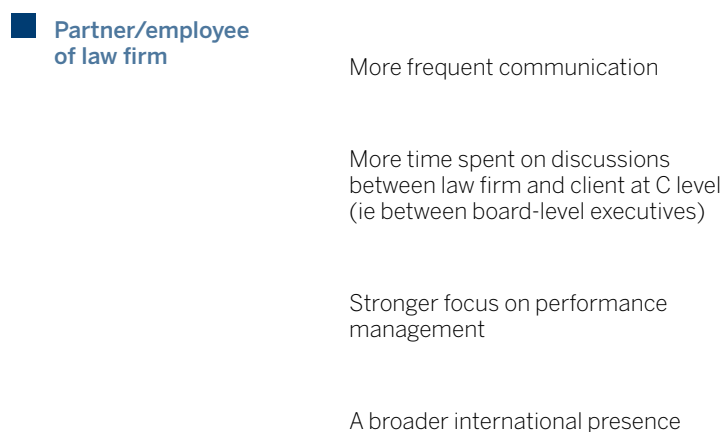 Partner/employee
of law firm
More frequent communication
More time spent on discussions
between law firm and client at C level
(ie between board-level executives)
Stronger focus on performance
management
A broader international presence